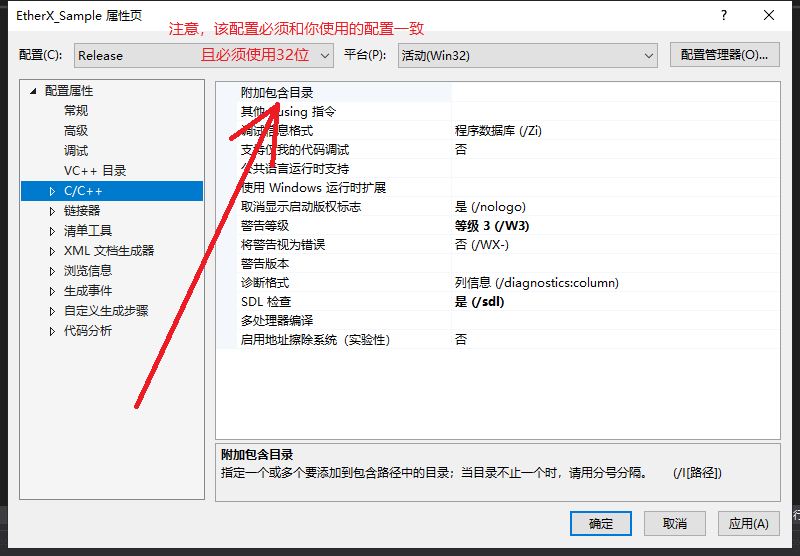 EtherX_Sample 属性页
?
注意，该配置必须和你使用的配置一致
配置(C):
Release
且必须使用32位
平台(P):
活动(Win32)
配置管理器(O)...
配置属性
常规
高级
调试
VC++ 目录
C/C++
链接器
清单工具
XML 文档生成器
浏览信息
生成事件
自定义生成步骤
代码分析
附加包含目录
其他 using 指令
调试信息格式 程序数据库 (/Zi)
支持仅我的代码调试 否
公共语言运行时支持
使用 Windows 运行时扩展
取消显示启动版权标志 是 (/nologo)
警告等级 等级 3 (/W3)
将警告视为错误 否 (/WX-)
警告版本
诊断格式 列信息 (/diagnostics:column)
SDL 检查 是 (/sdl)
多处理器编译
启用地址擦除系统（实验性） 否
附加包含目录
指定一个或多个要添加到包含路径中的目录；当目录不止一个时，请用分号分隔。 (/I[路径])
确定
取消
应用(A)
行